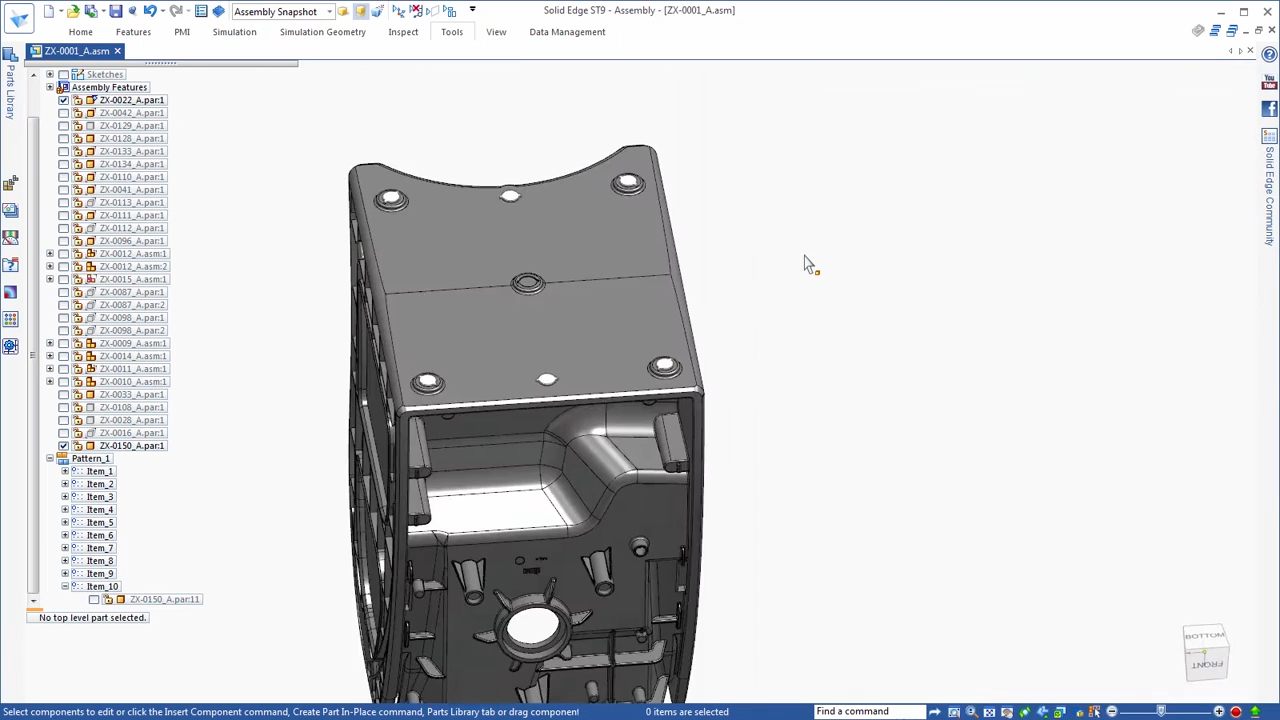 Assembly Snapshot
Solid Edge ST9 - Assembly - [ZX-0001_A.asm]
Home
Features
PMI
Simulation
Simulation Geometry
Inspect
Tools
View
Data Management
ZX-0001_A.asm
Parts Library
Sketches
Assembly Features
ZX-0022_A.par:1
ZX-0042_A.par:1
ZX-0129_A.par:1
ZX-0128_A.par:1
ZX-0133_A.par:1
ZX-0134_A.par:1
ZX-0110_A.par:1
ZX-0041_A.par:1
ZX-0113_A.par:1
ZX-0111_A.par:1
ZX-0112_A.par:1
ZX-0096_A.par:1
ZX-0012_A.asm:1
ZX-0012_A.asm:2
ZX-0015_A.asm:1
ZX-0087_A.par:1
ZX-0087_A.par:2
ZX-0098_A.par:1
ZX-0098_A.par:2
ZX-0009_A.asm:1
ZX-0014_A.asm:1
ZX-0011_A.asm:1
ZX-0010_A.asm:1
ZX-0033_A.par:1
ZX-0108_A.par:1
ZX-0028_A.par:1
ZX-0016_A.par:1
ZX-0150_A.par:1
Pattern_1
Item_1
Item_2
Item_3
Item_4
Item_5
Item_6
Item_7
Item_8
Item_9
Item_10
ZX-0150_A.par:11
No top level part selected.
You
Tube
Solid Edge Community
BOTTOM
FRONT
Select components to edit or click the Insert Component command, Create Part In-Place command, Parts Library tab or drag component!
0 items are selected
Find a command